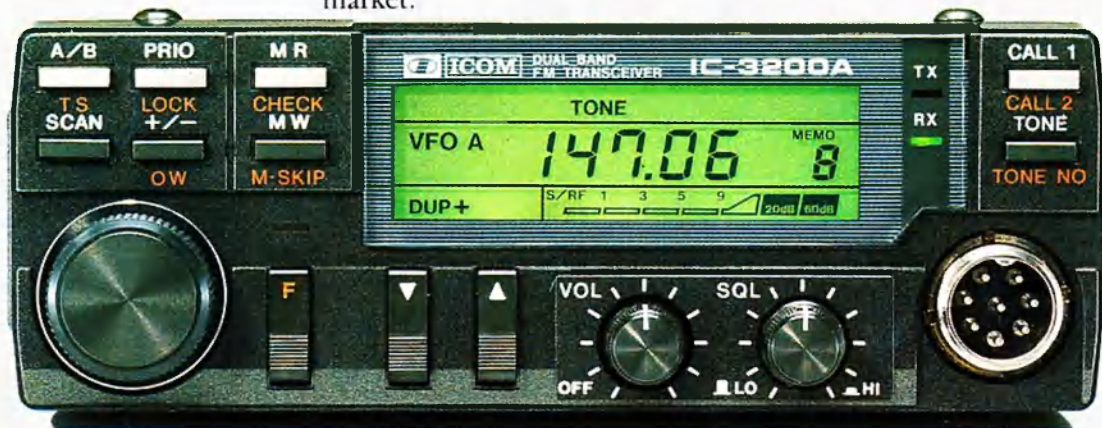 market.
A/B PRIO MR
TS LOCK CHECK
SCAN +/− MW
OW M-SKIP
ICOM DUAL BAND FM TRANSCEIVER IC-3200A
TONE
VFO A 147.06 MEMO 8
DUP+ S/RF 1 3 5 9 20dB 60dB
TX
RX
CALL 1
CALL 2
TONE
TONE NO
F ▼ ▲
VOL SQL
OFF LO HI